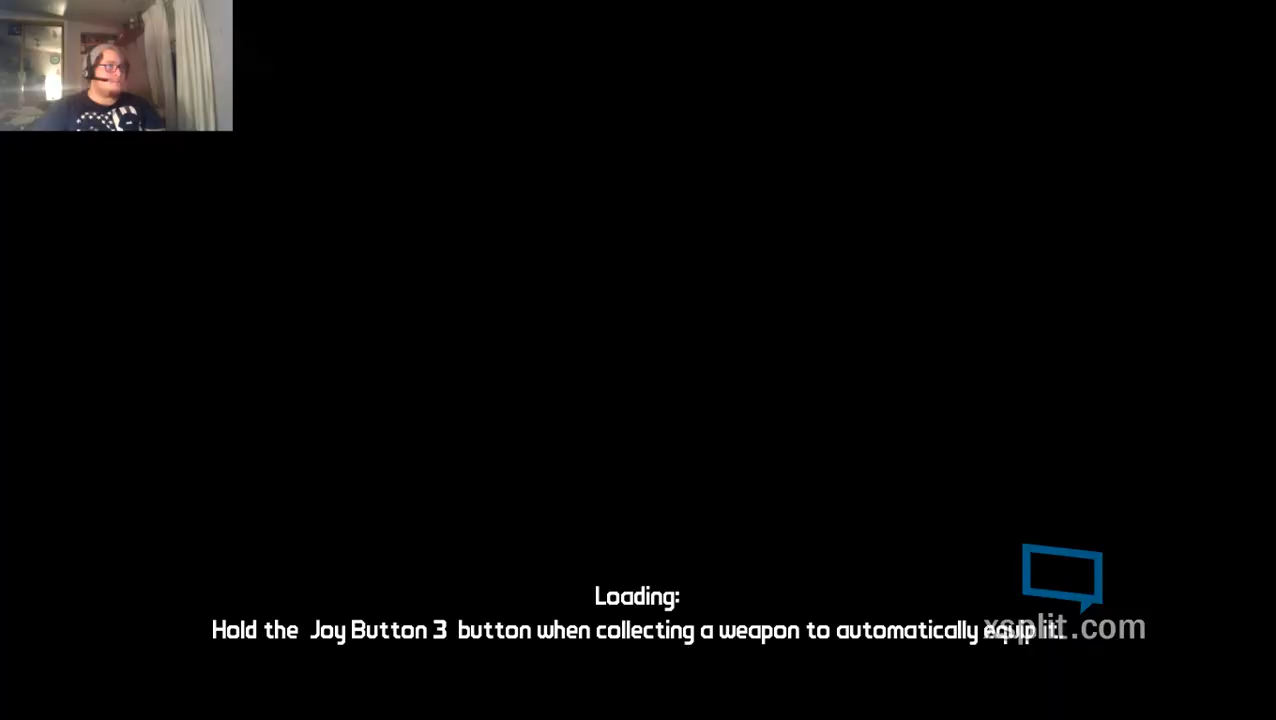 Loading:
Hold the Joy Button 3 button when collecting a weapon to automatically equip it.
xsplit.com